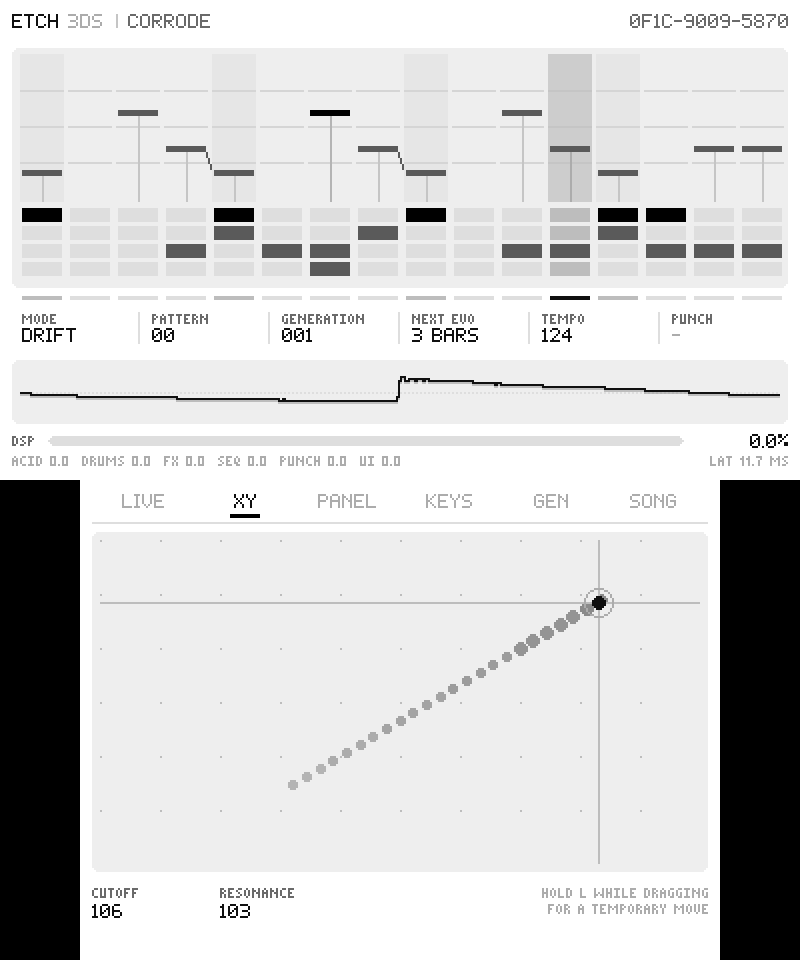 ETCH 3DS | CORRODE 0F1C-9009-5870
MODE PATTERN GENERATION NEXT EVO TEMPO PUNCH
DRIFT 00 001 3 BARS 124 –
DSP 0.0%
ACID 0.0 DRUMS 0.0 FX 0.0 SEQ 0.0 PUNCH 0.0 UI 0.0 LAT 11.7 MS
LIVE XY PANEL KEYS GEN SONG
CUTOFF RESONANCE HOLD L WHILE DRAGGING
106 103 FOR A TEMPORARY MOVE